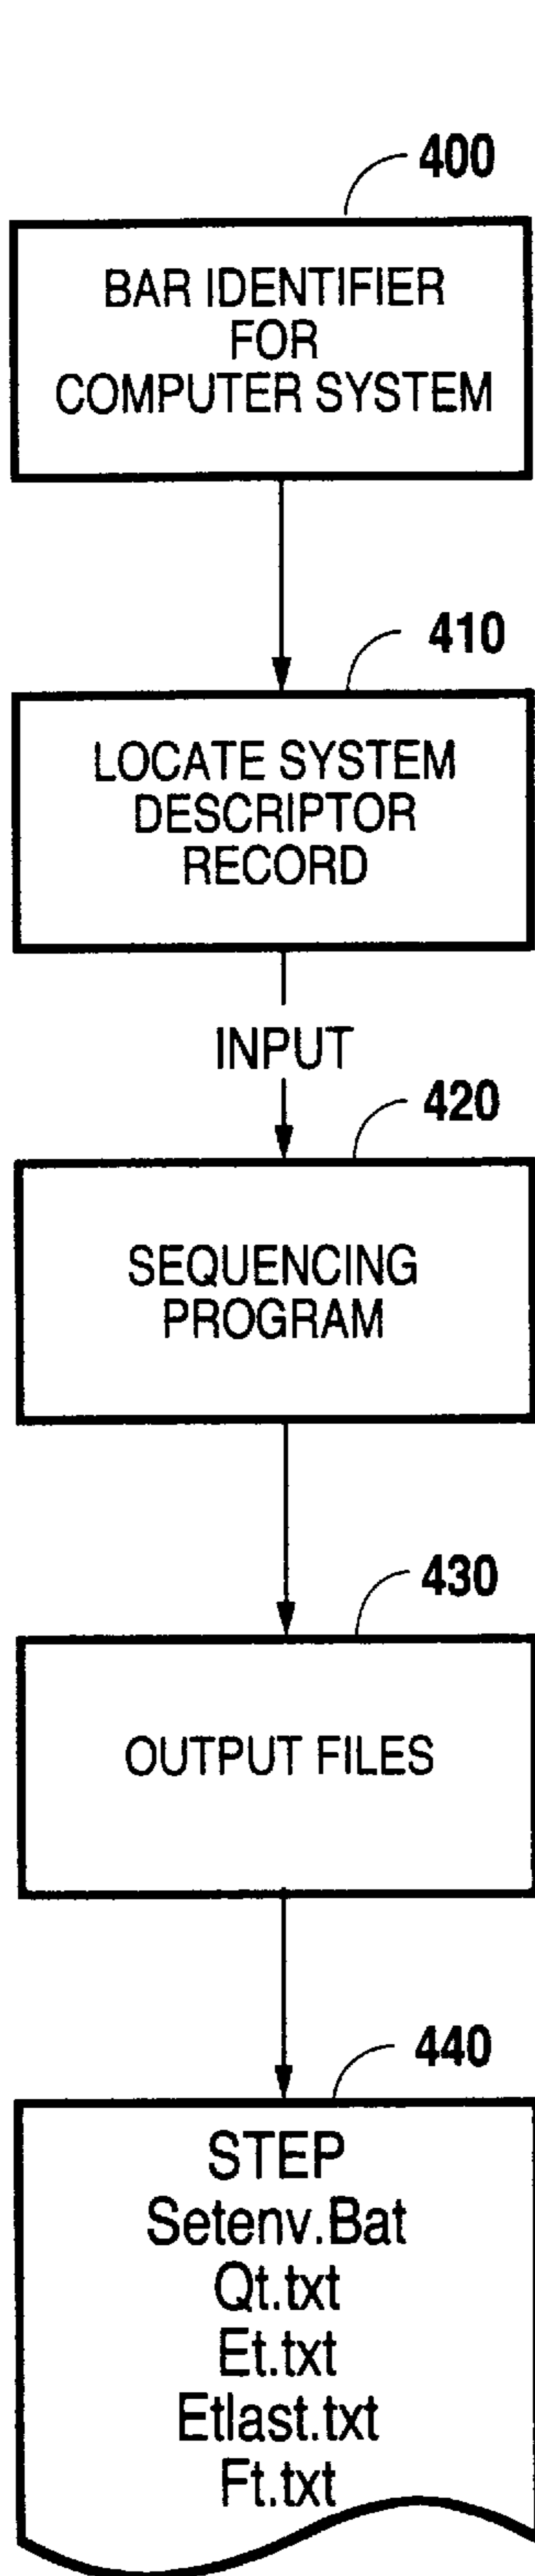 400
BAR IDENTIFIER
FOR
COMPUTER SYSTEM
410
LOCATE SYSTEM
DESCRIPTOR
RECORD
INPUT
420
SEQUENCING
PROGRAM
430
OUTPUT FILES
440
STEP
Setenv.Bat
Qt.txt
Et.txt
Etlast.txt
Ft.txt